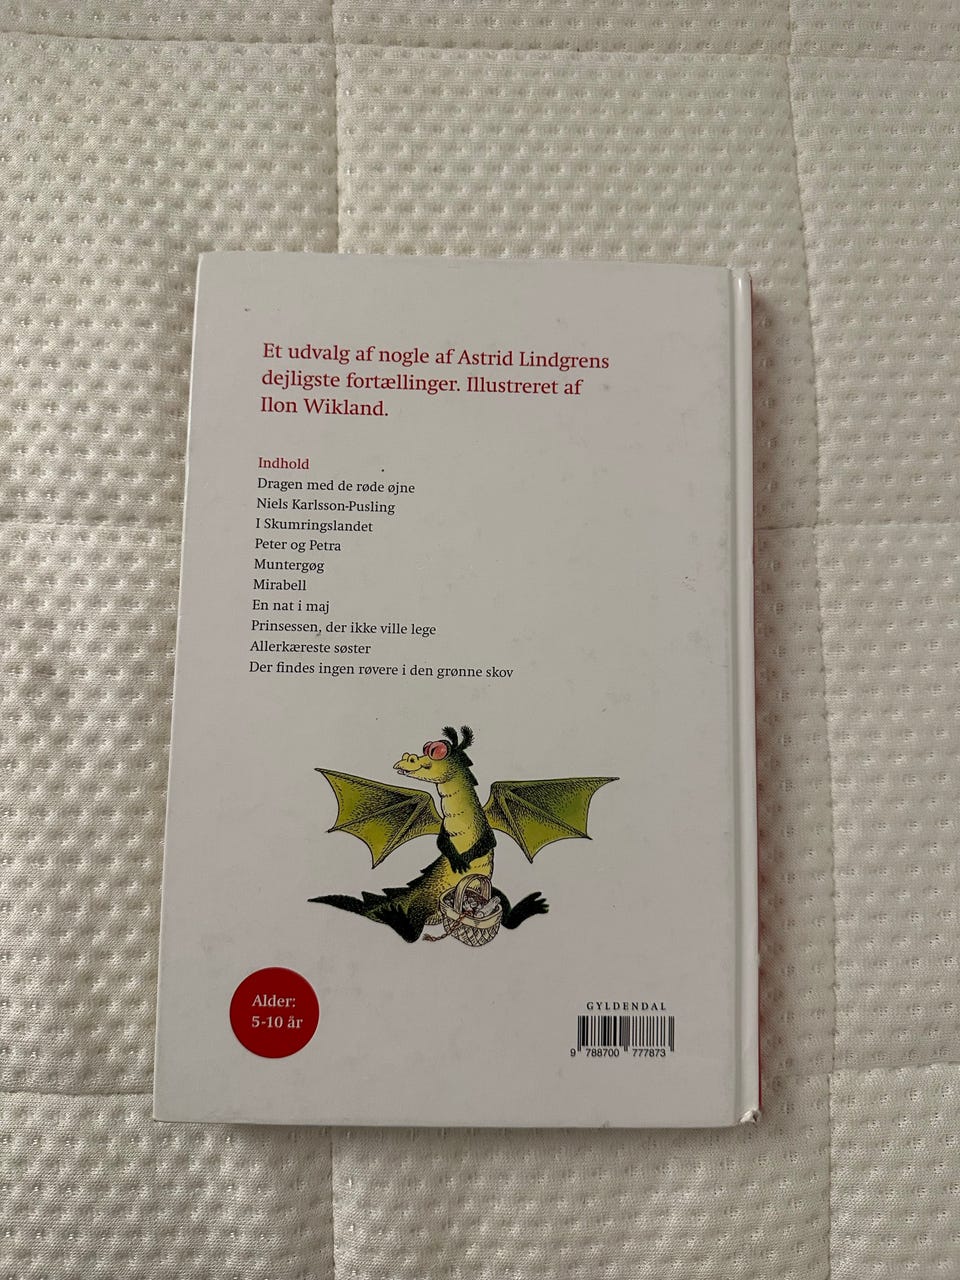 Et udvalg af nogle af Astrid Lindgrens
dejligste fortællinger. Illustreret af
Ilon Wikland.
Indhold
Dragen med de røde øjne
Niels Karlsson-Pusling
I Skumringslandet
Peter og Petra
Muntergøg
Mirabell
En nat i maj
Prinsessen, der ikke ville lege
Allerkæreste søster
Der findes ingen røvere i den grønne skov
Alder:
5-10 år
GYLDENDAL
9 788700 777873